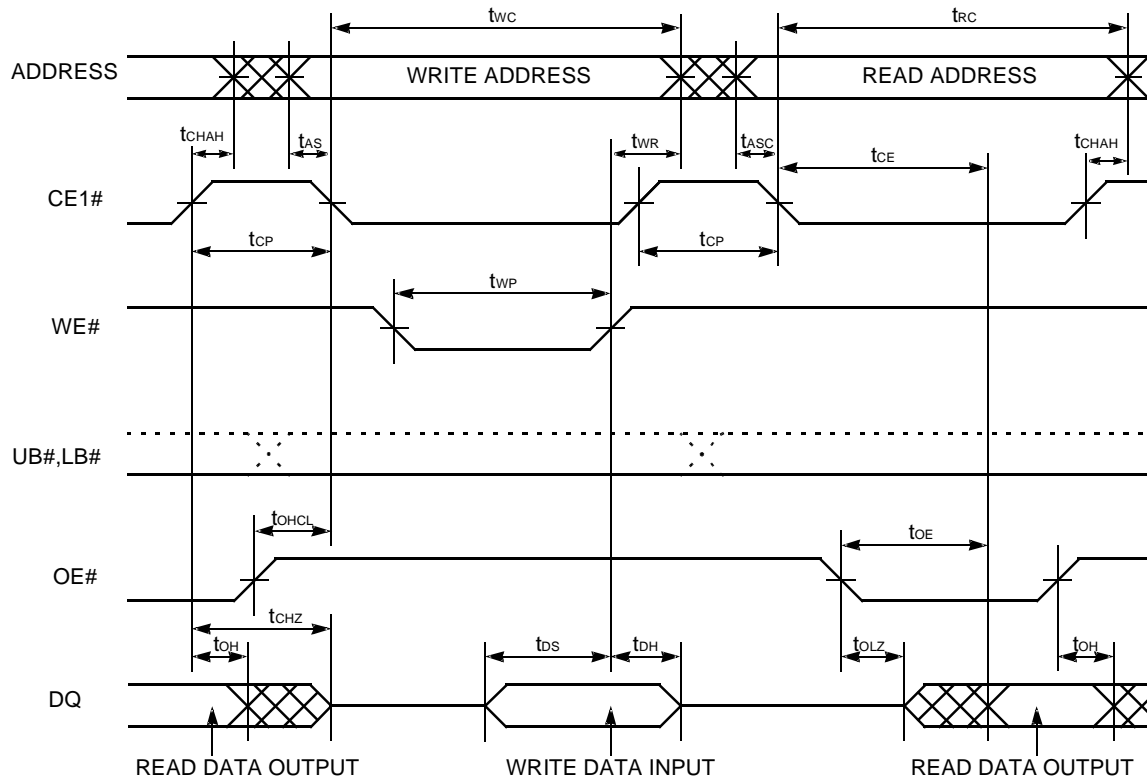 tWC tRC
ADDRESS WRITE ADDRESS READ ADDRESS
tCHAH tAS tWR tASC tCE tCHAH
CE1#
tCP tCP
tWP
WE#
UB#,LB#
tOHCL tOE
OE#
tCHZ
tOH tDS tDH tOLZ tOH
DQ
READ DATA OUTPUT WRITE DATA INPUT READ DATA OUTPUT